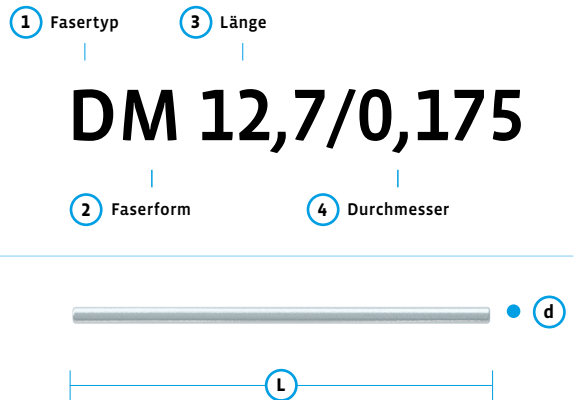 1 Fasertyp 3 Länge
DM 12,7/0,175
2 Faserform 4 Durchmesser
d
L